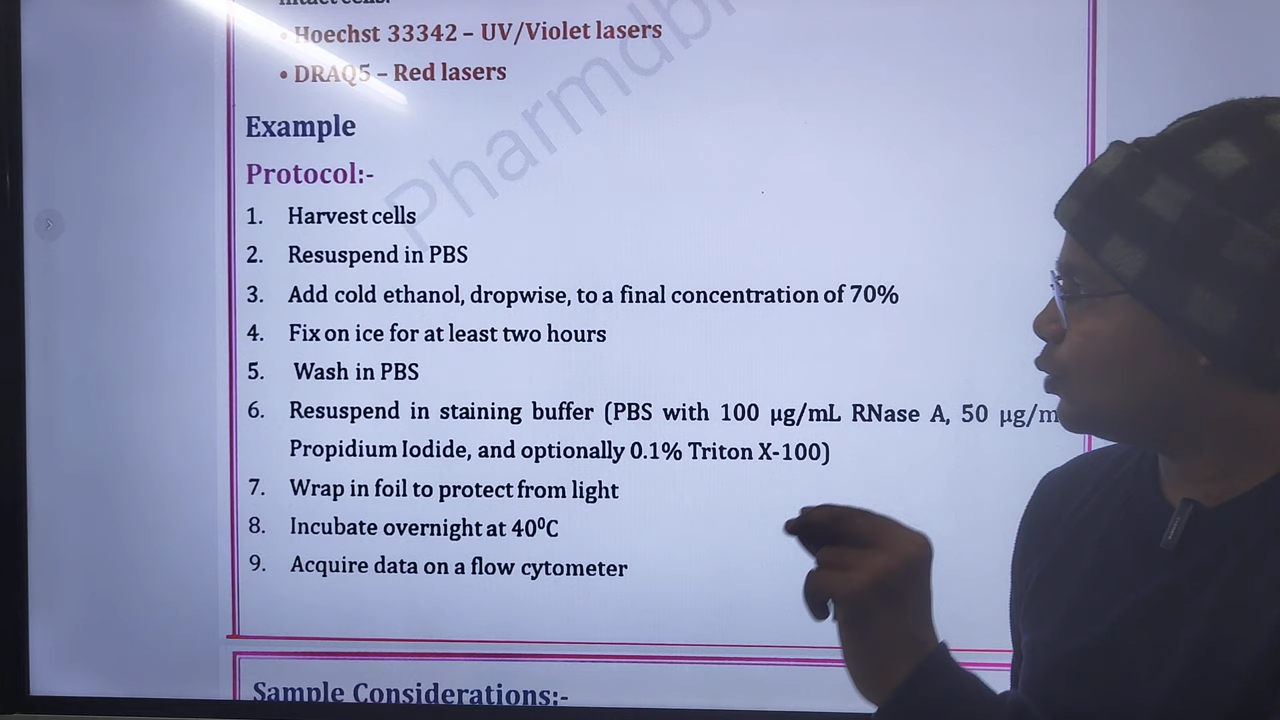 intact cells.
• Hoechst 33342 – UV/Violet lasers
• DRAQ5 – Red lasers
Pharmdb
Example
Protocol:-
1. Harvest cells
2. Resuspend in PBS
3. Add cold ethanol, dropwise, to a final concentration of 70%
4. Fix on ice for at least two hours
5. Wash in PBS
6. Resuspend in staining buffer (PBS with 100 µg/mL RNase A, 50 µg/m
Propidium Iodide, and optionally 0.1% Triton X-100)
7. Wrap in foil to protect from light
8. Incubate overnight at 40⁰C
9. Acquire data on a flow cytometer
Sample Considerations:-